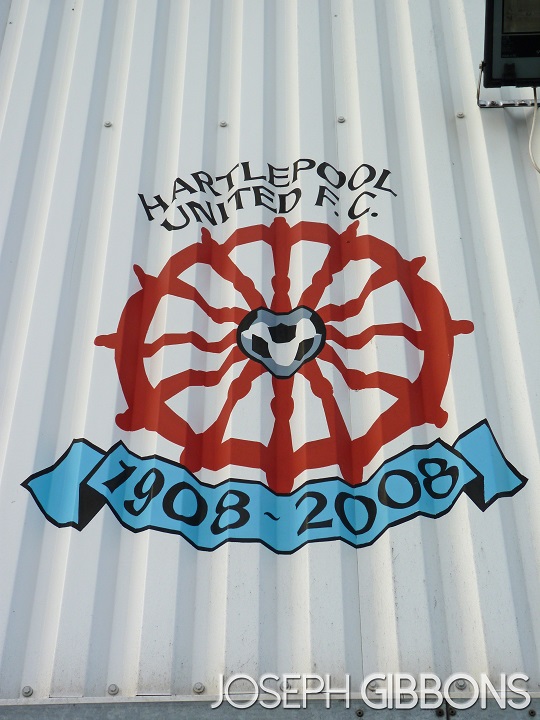 HARTLEPOOL
UNITED F.C.
1908~2008
JOSEPH GIBBONS